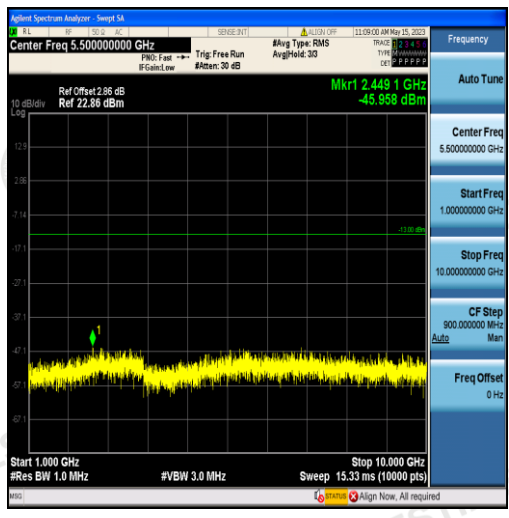 Agilent Spectrum Analyzer - Swept SA
RL RF 50 Ω AC SENSE:INT ALIGN OFF 11:09:00 AM May 15, 2023
Center Freq 5.500000000 GHz
PNO: Fast
IFGain:Low
Trig: Free Run
#Atten: 30 dB
#Avg Type: RMS
Avg|Hold: 3/3
TRACE 1 2 3 4 5 6
TYPE
DET P P P P P P
Mkr1 2.449 1 GHz
-45.958 dBm
Ref Offset 2.86 dB
10 dB/div Ref 22.86 dBm
Log
12.9
2.86
-7.14
-13.00 dBm
-17.1
-27.1
-37.1
1
-47.1
-57.1
-67.1
Start 1.000 GHz Stop 10.000 GHz
#Res BW 1.0 MHz #VBW 3.0 MHz Sweep 15.33 ms (10000 pts)
MSG STATUS Align Now, All required
Frequency
Auto Tune
Center Freq
5.500000000 GHz
Start Freq
1.000000000 GHz
Stop Freq
10.000000000 GHz
CF Step
900.000000 MHz
Auto Man
Freq Offset
0 Hz